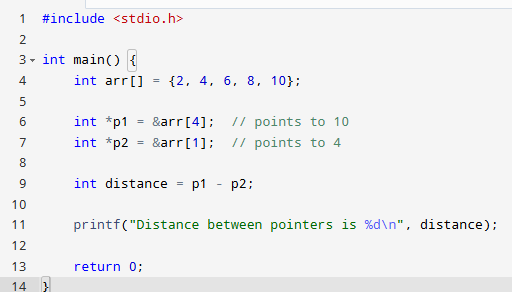 1 #include <stdio.h>
2
3 int main() {
4     int arr[] = {2, 4, 6, 8, 10};
5
6     int *p1 = &arr[4];  // points to 10
7     int *p2 = &arr[1];  // points to 4
8
9     int distance = p1 - p2;
10
11     printf("Distance between pointers is %d\n", distance);
12
13     return 0;
14 }